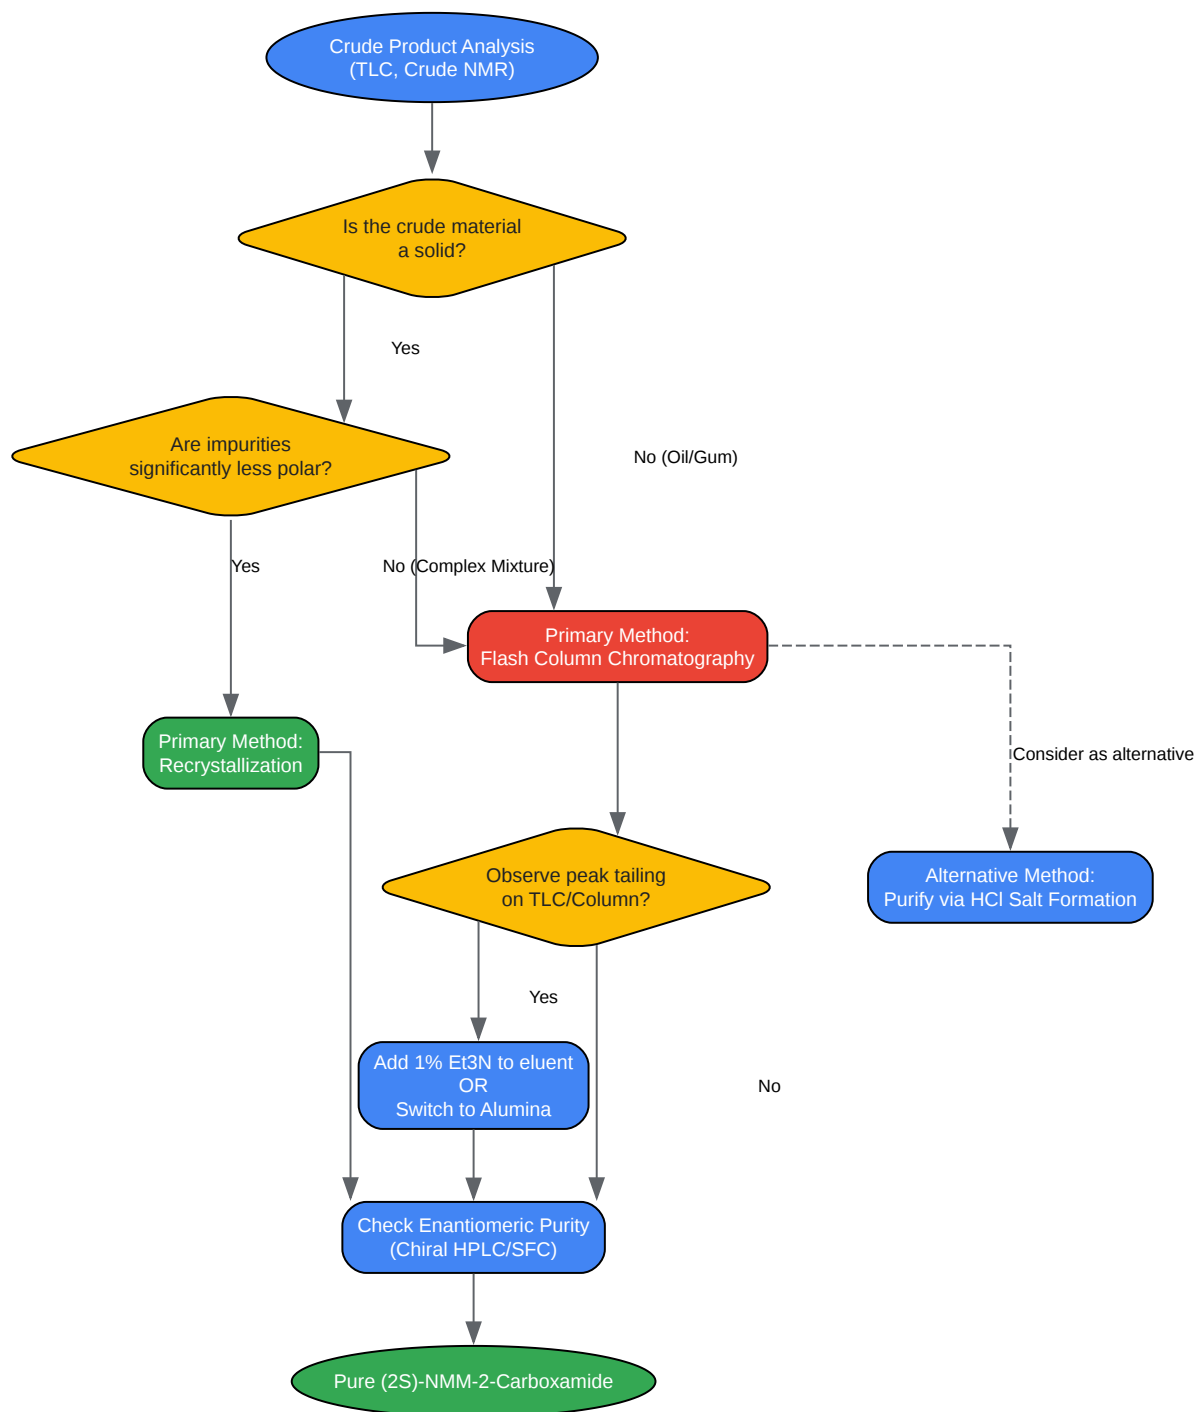 Crude Product Analysis
(TLC, Crude NMR)
Is the crude material
a solid?
Yes
Are impurities
significantly less polar?
No (Oil/Gum)
Yes
No (Complex Mixture)
Primary Method:
Flash Column Chromatography
Primary Method:
Recrystallization
Consider as alternative
Observe peak tailing
on TLC/Column?
Alternative Method:
Purify via HCl Salt Formation
Yes
Add 1% Et3N to eluent
OR
Switch to Alumina
No
Check Enantiomeric Purity
(Chiral HPLC/SFC)
Pure (2S)-NMM-2-Carboxamide